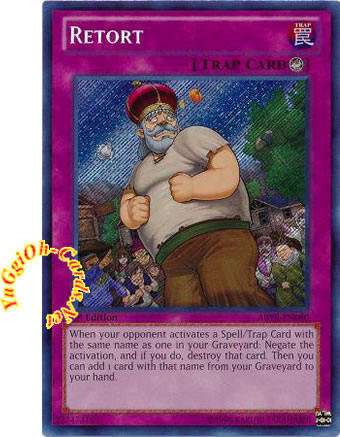 RETORT
TRAP
罠
[TRAP CARD
YuGgiOh-Cards.Net
Edition
When your opponent activates a Spell/Trap Card with
the same name as one in your Graveyard: Negate the
activation, and if you do, destroy that card. Then you
can add 1 card with that name from your Graveyard to
your hand.